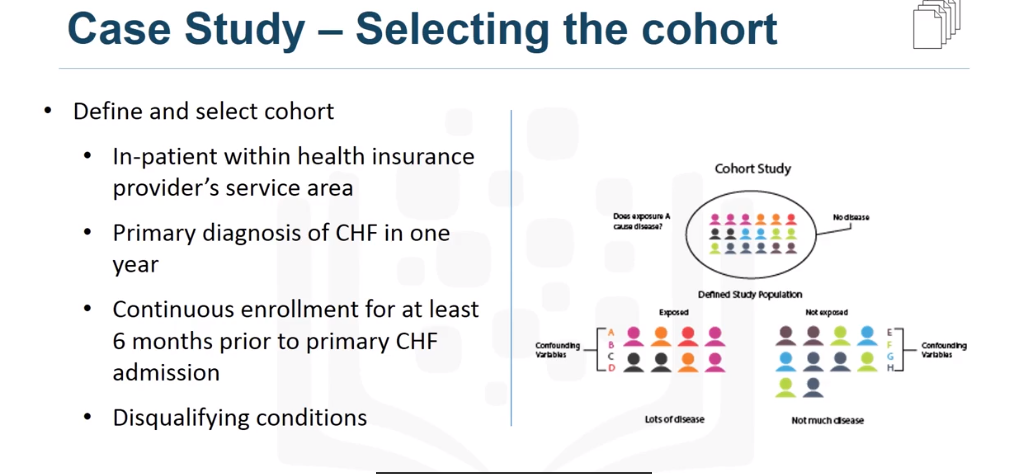 Case Study – Selecting the cohort
• Define and select cohort
• In-patient within health insurance
provider's service area
• Primary diagnosis of CHF in one
year
• Continuous enrollment for at least
6 months prior to primary CHF
admission
• Disqualifying conditions
Cohort Study
Does exposure A
cause disease?
No disease
Defined Study Population
Exposed
Not exposed
Confounding
Variables
A
B
C
D
E
F
G
H
Confounding
Variables
Lots of disease
Not much disease